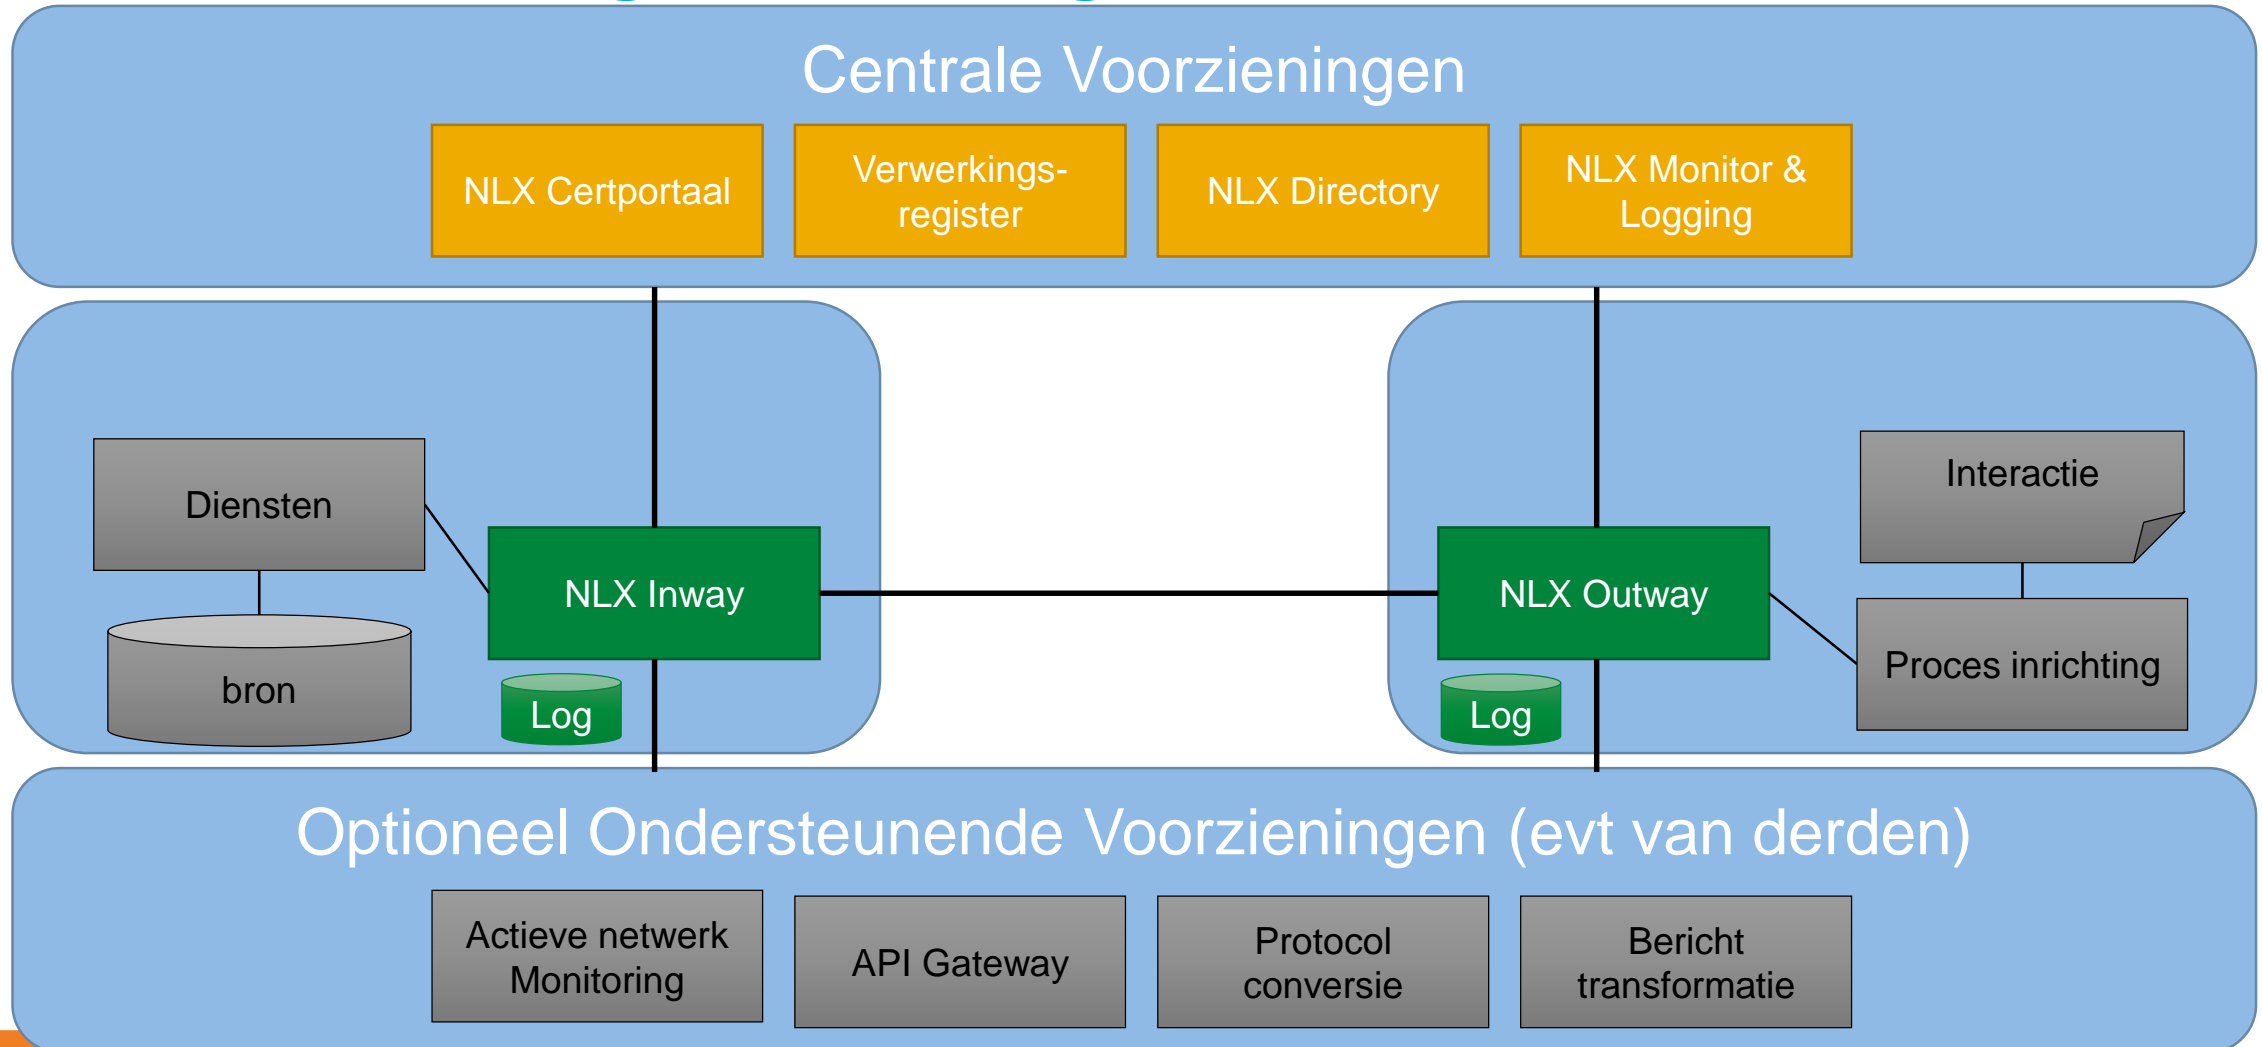 Centrale Voorzieningen
NLX Certportaal
Verwerkings-
register
NLX Directory
NLX Monitor &
Logging
Diensten
bron
NLX Inway
Log
NLX Outway
Log
Interactie
Proces inrichting
Optioneel Ondersteunende Voorzieningen (evt van derden)
Actieve netwerk
Monitoring
API Gateway
Protocol
conversie
Bericht
transformatie